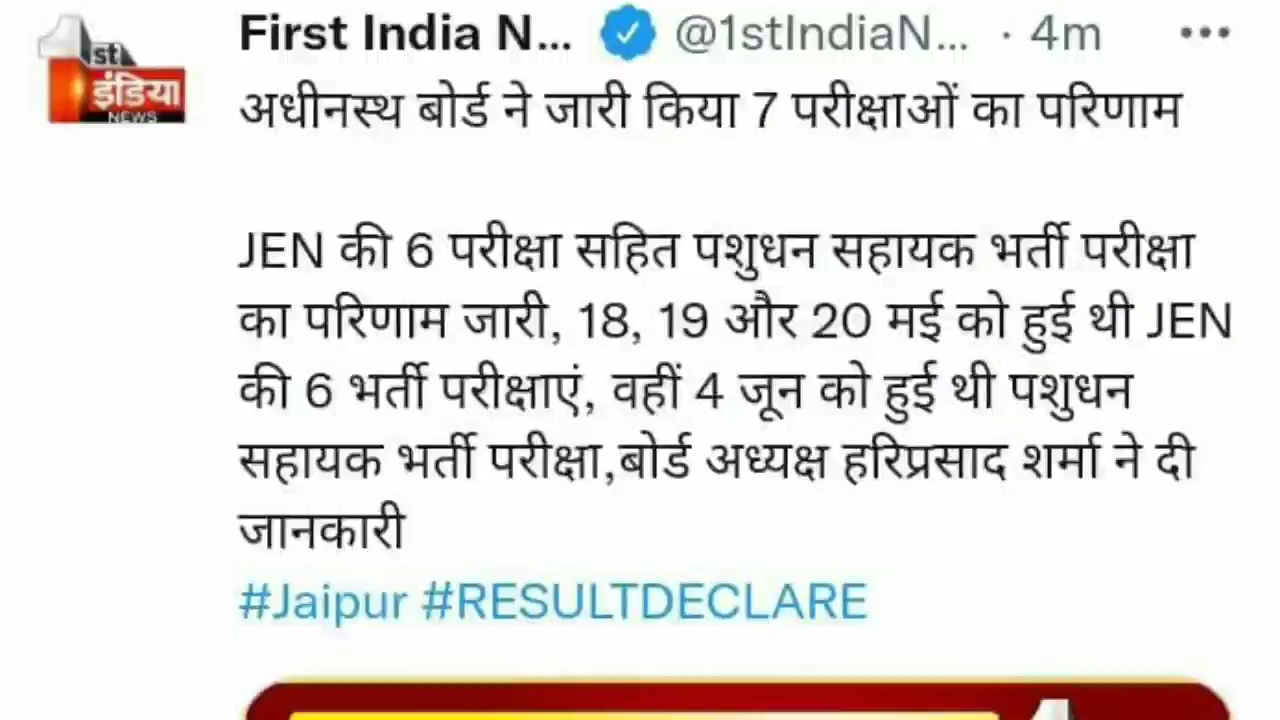 First India N... @1stIndiaN... · 4m
1st
इंडिया
NEWS
अधीनस्थ बोर्ड ने जारी किया 7 परीक्षाओं का परिणाम
JEN की 6 परीक्षा सहित पशुधन सहायक भर्ती परीक्षा
का परिणाम जारी, 18, 19 और 20 मई को हुई थी JEN
की 6 भर्ती परीक्षाएं, वहीं 4 जून को हुई थी पशुधन
सहायक भर्ती परीक्षा,बोर्ड अध्यक्ष हरिप्रसाद शर्मा ने दी
जानकारी
#Jaipur #RESULTDECLARE